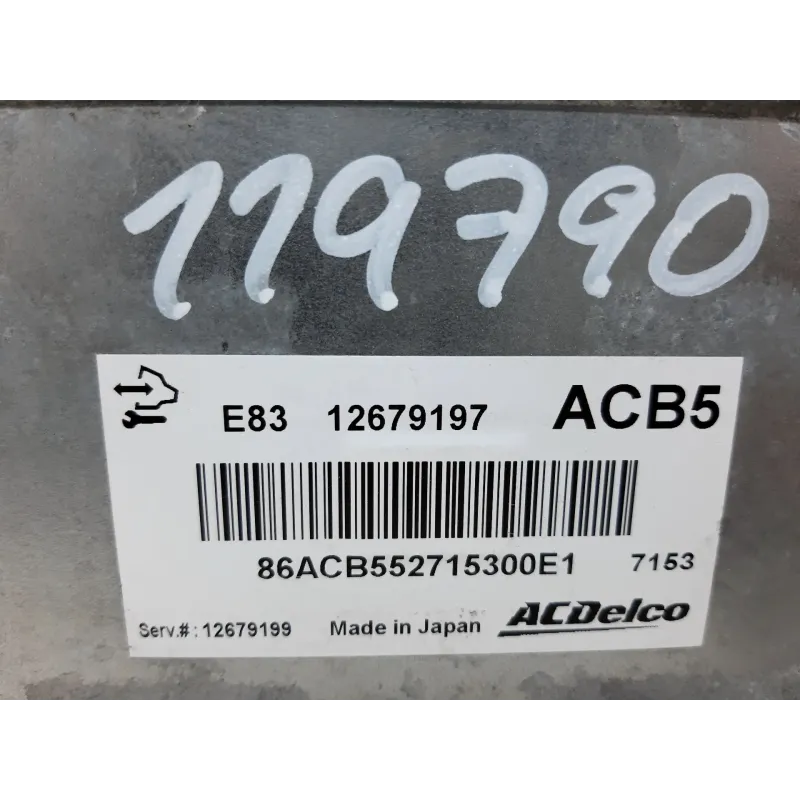 119790
E83 12679197 ACB5
86ACB552715300E1 7153
Serv.#: 12679199 Made in Japan ACDelco